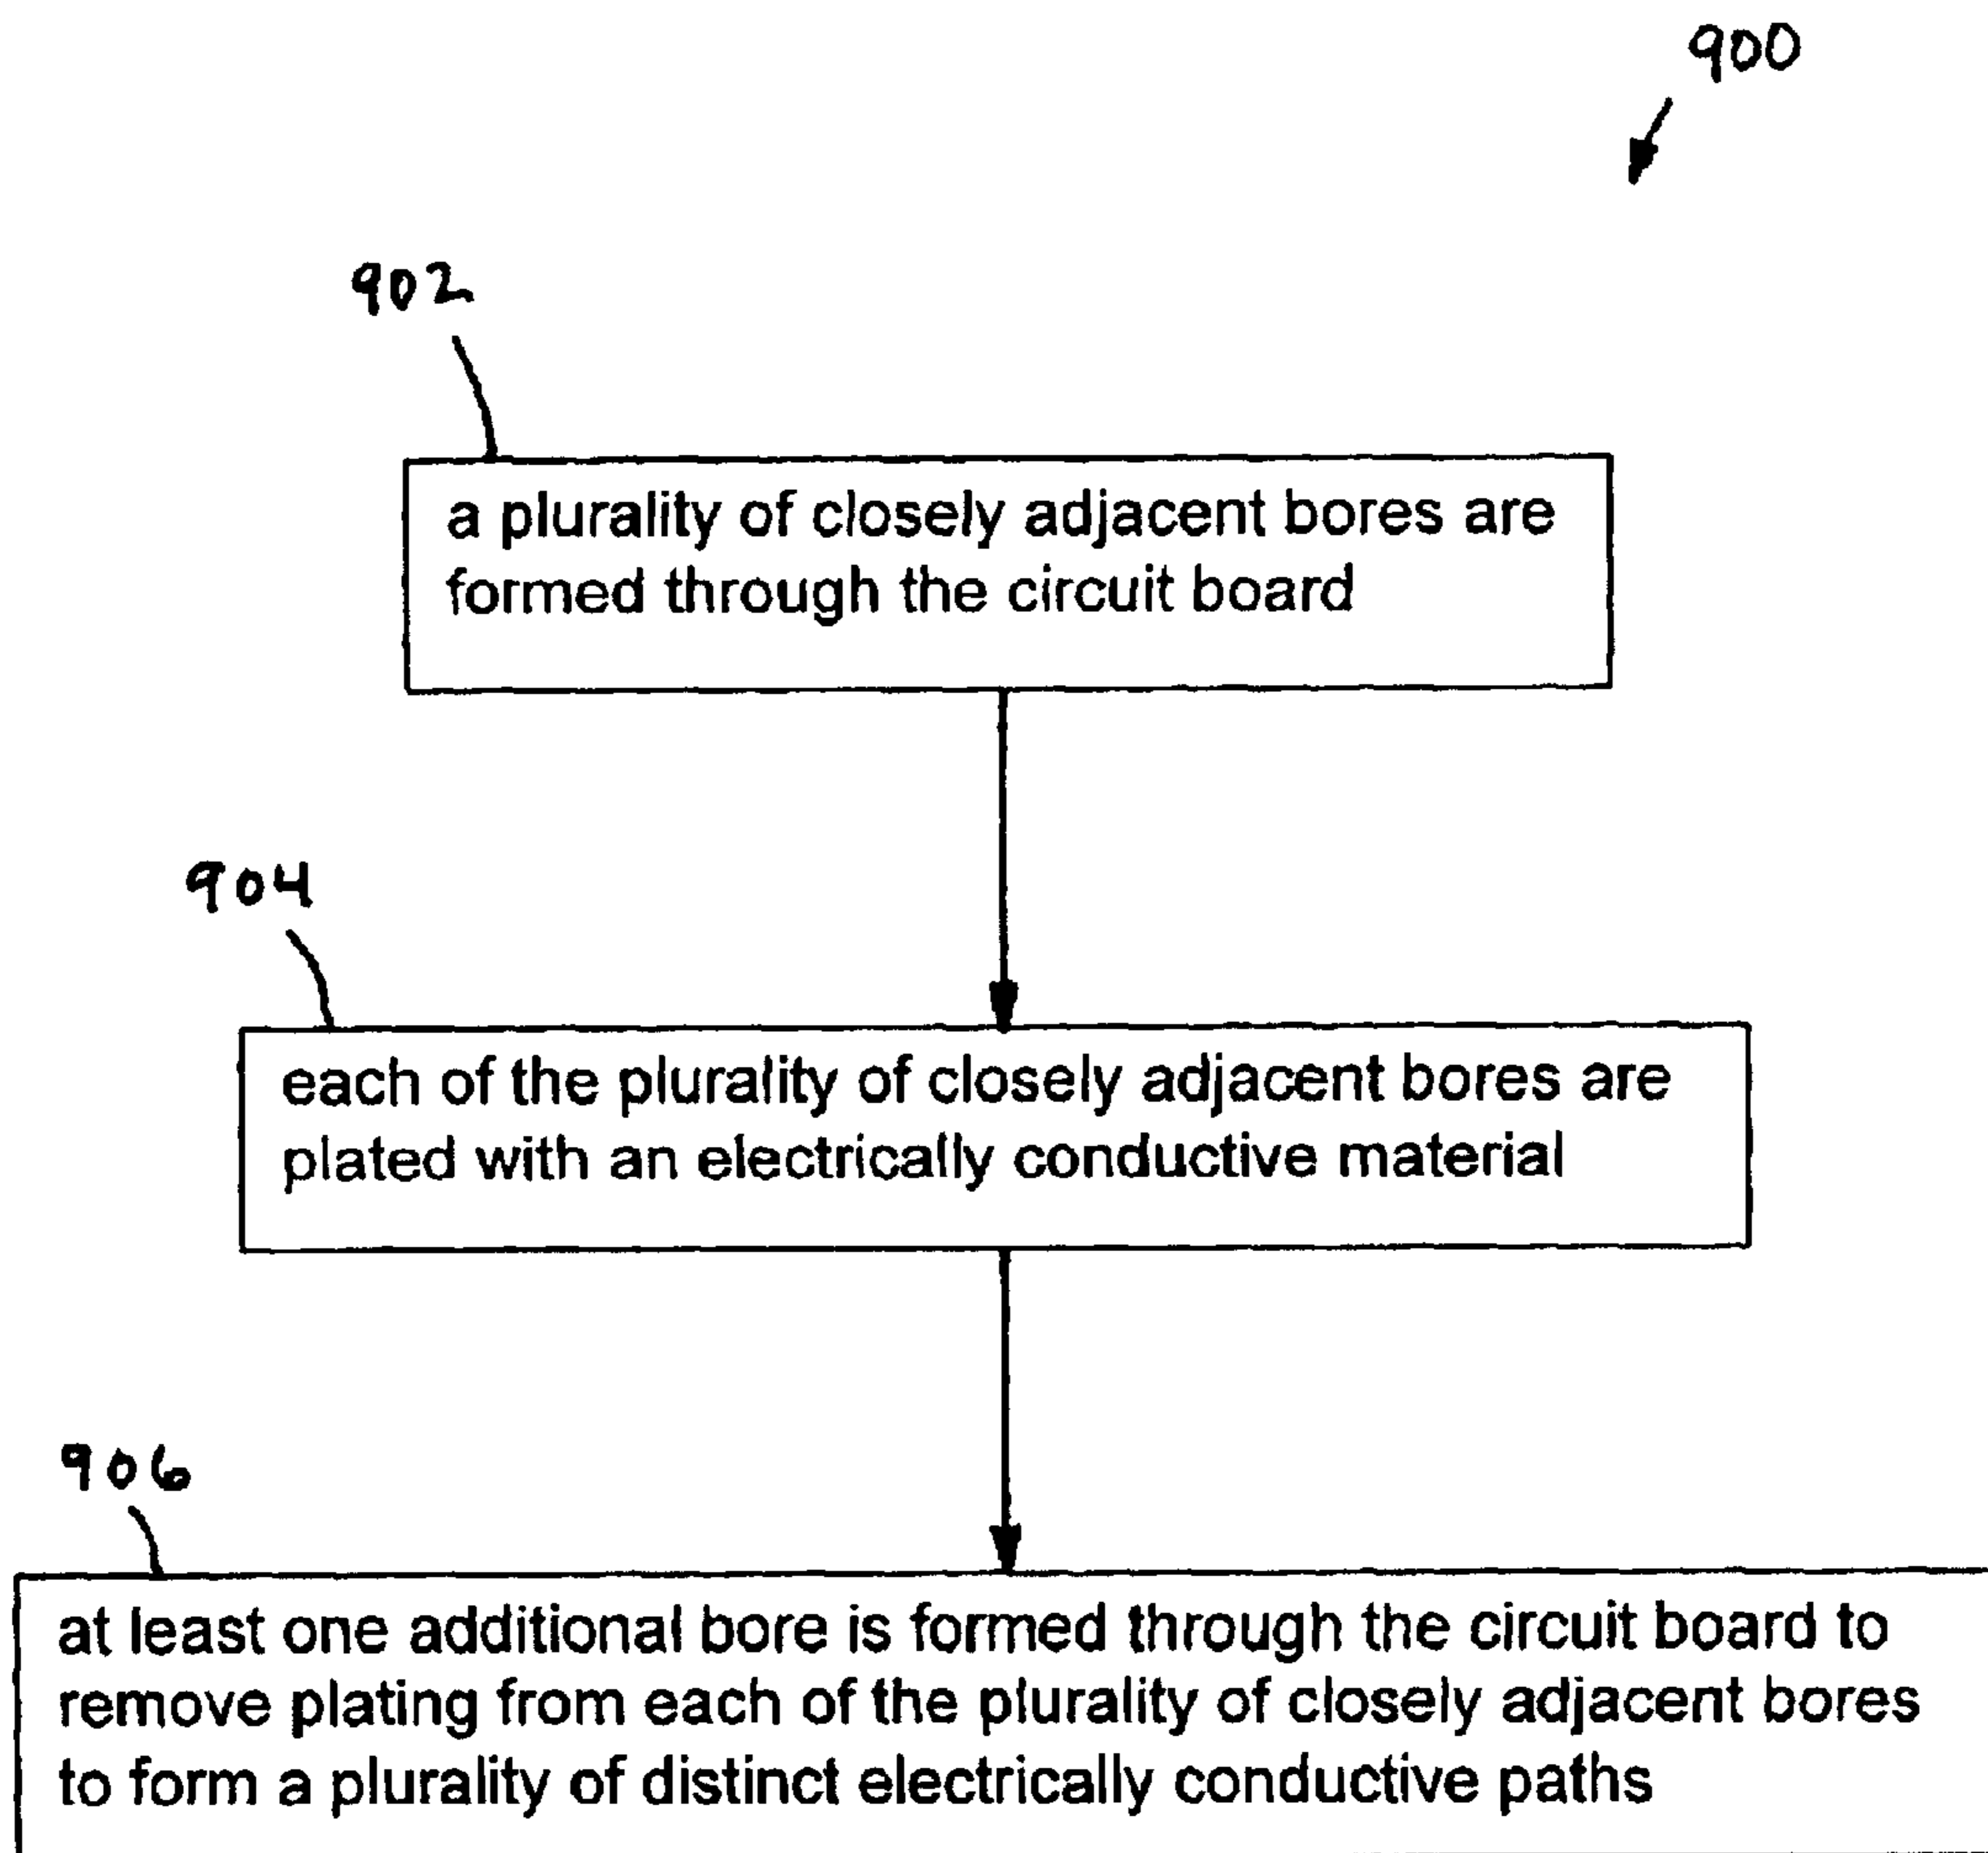 900
902
a plurality of closely adjacent bores are
formed through the circuit board
904
each of the plurality of closely adjacent bores are
plated with an electrically conductive material
906
at least one additional bore is formed through the circuit board to
remove plating from each of the plurality of closely adjacent bores
to form a plurality of distinct electrically conductive paths